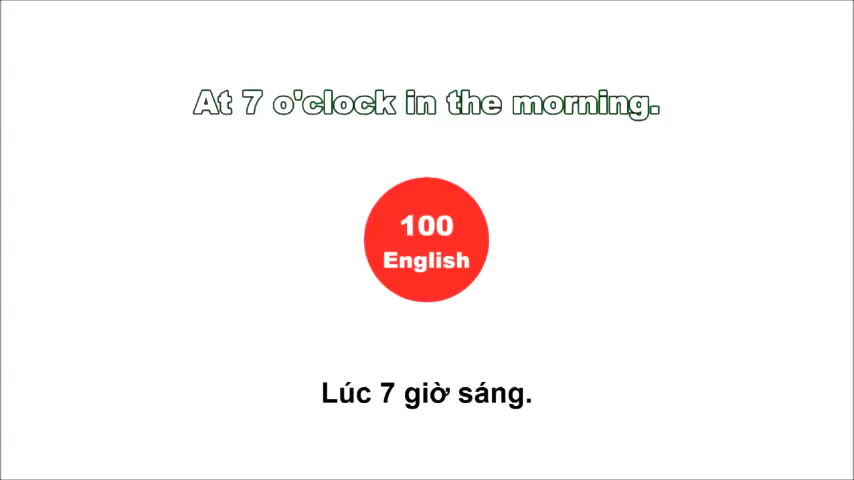 At 7 o'clock in the morning.
100
English
Lúc 7 giờ sáng.